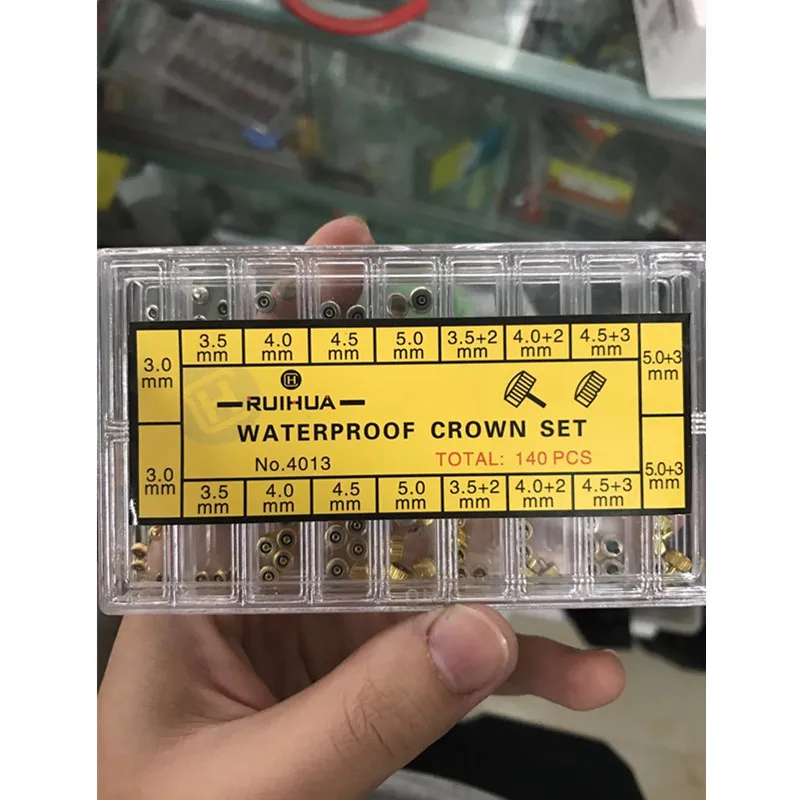 3.0 mm
3.5 mm
4.0 mm
4.5 mm
5.0 mm
3.5+2 mm
4.0+2 mm
4.5+3 mm
5.0+3 mm
H
RUIHUA
WATERPROOF CROWN SET
No.4013 TOTAL: 140 PCS
3.0 mm
3.5 mm
4.0 mm
4.5 mm
5.0 mm
3.5+2 mm
4.0+2 mm
4.5+3 mm
5.0+3 mm